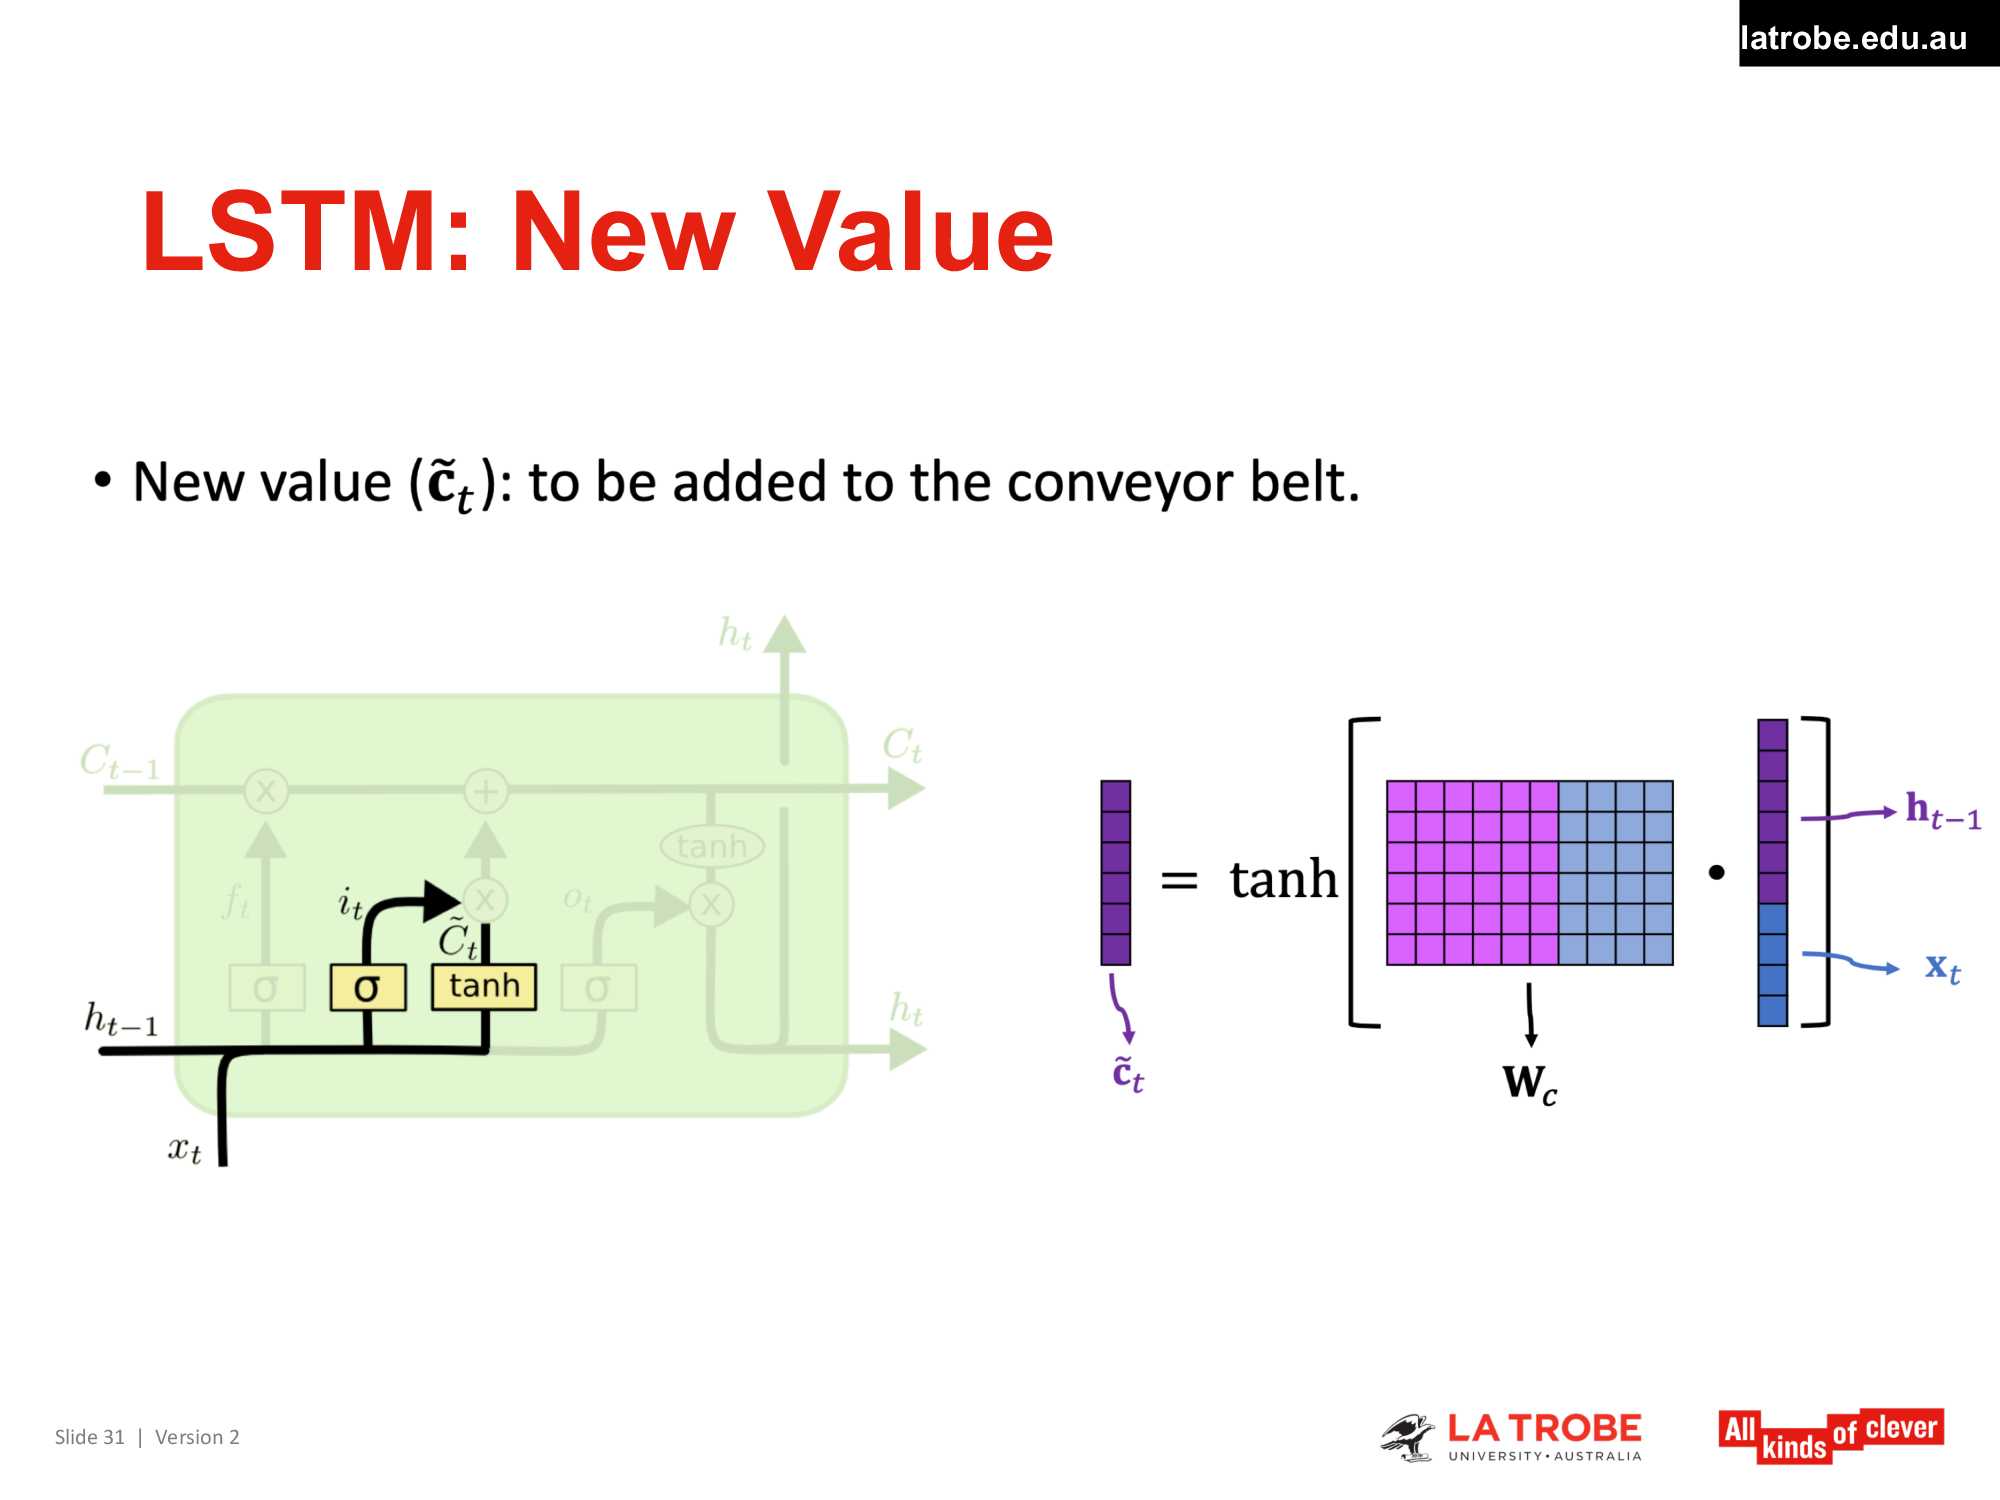 latrobe.edu.au
LSTM: New Value
• New value (c̃ₜ): to be added to the conveyor belt.
hₜ
Cₜ₋₁
Cₜ
x
+
tanh
fₜ
iₜ
x
oₜ
x
C̃ₜ
σ
σ
tanh
σ
hₜ₋₁
hₜ
xₜ
= tanh [ • ]
hₜ₋₁
xₜ
c̃ₜ
W_c
Slide 31 | Version 2
LA TROBE
UNIVERSITY • AUSTRALIA
All kinds of clever